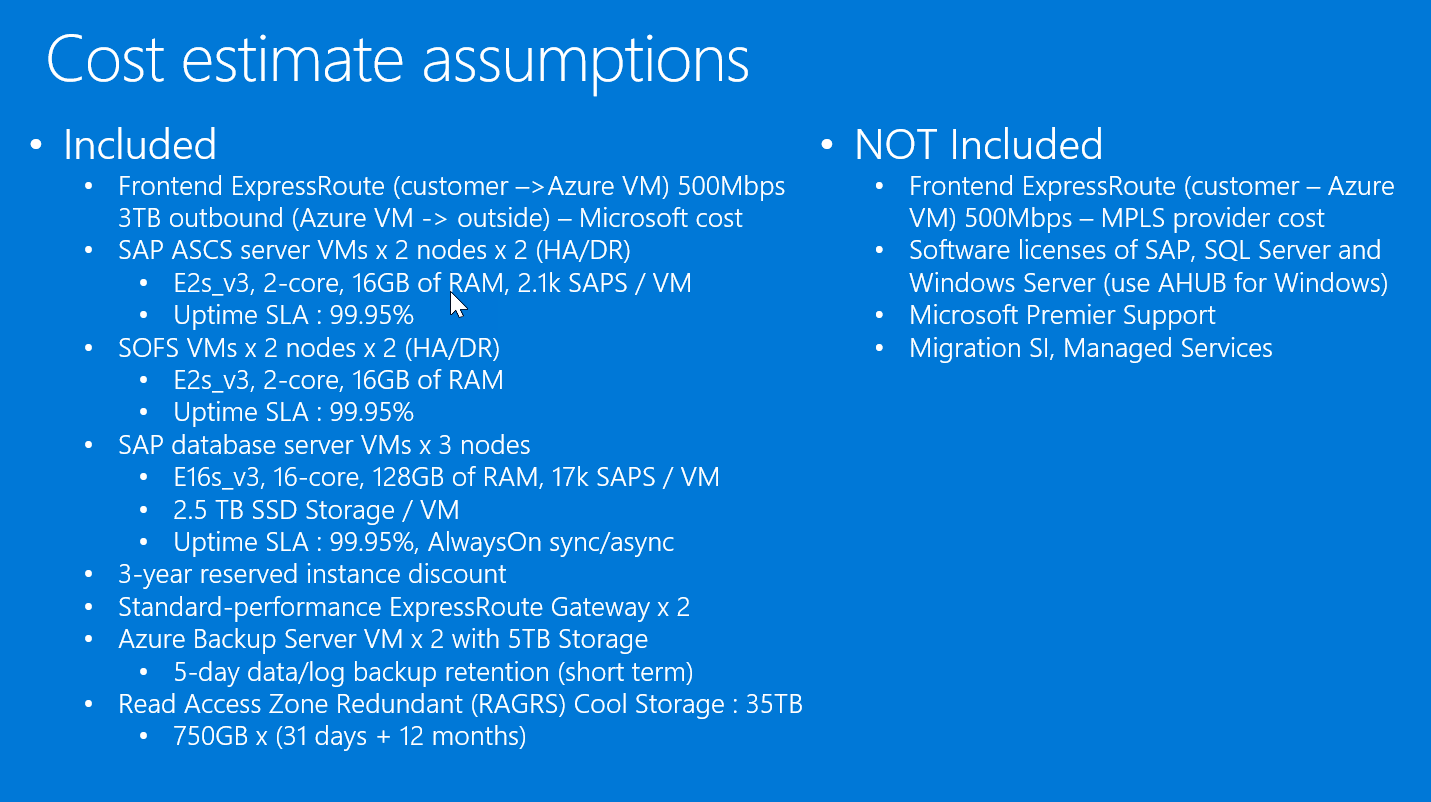 Cost estimate assumptions
• Included
• Frontend ExpressRoute (customer –>Azure VM) 500Mbps
3TB outbound (Azure VM -> outside) – Microsoft cost
• SAP ASCS server VMs x 2 nodes x 2 (HA/DR)
• E2s_v3, 2-core, 16GB of RAM, 2.1k SAPS / VM
• Uptime SLA : 99.95%
• SOFS VMs x 2 nodes x 2 (HA/DR)
• E2s_v3, 2-core, 16GB of RAM
• Uptime SLA : 99.95%
• SAP database server VMs x 3 nodes
• E16s_v3, 16-core, 128GB of RAM, 17k SAPS / VM
• 2.5 TB SSD Storage / VM
• Uptime SLA : 99.95%, AlwaysOn sync/async
• 3-year reserved instance discount
• Standard-performance ExpressRoute Gateway x 2
• Azure Backup Server VM x 2 with 5TB Storage
• 5-day data/log backup retention (short term)
• Read Access Zone Redundant (RAGRS) Cool Storage : 35TB
• 750GB x (31 days + 12 months)
• NOT Included
• Frontend ExpressRoute (customer – Azure
VM) 500Mbps – MPLS provider cost
• Software licenses of SAP, SQL Server and
Windows Server (use AHUB for Windows)
• Microsoft Premier Support
• Migration SI, Managed Services